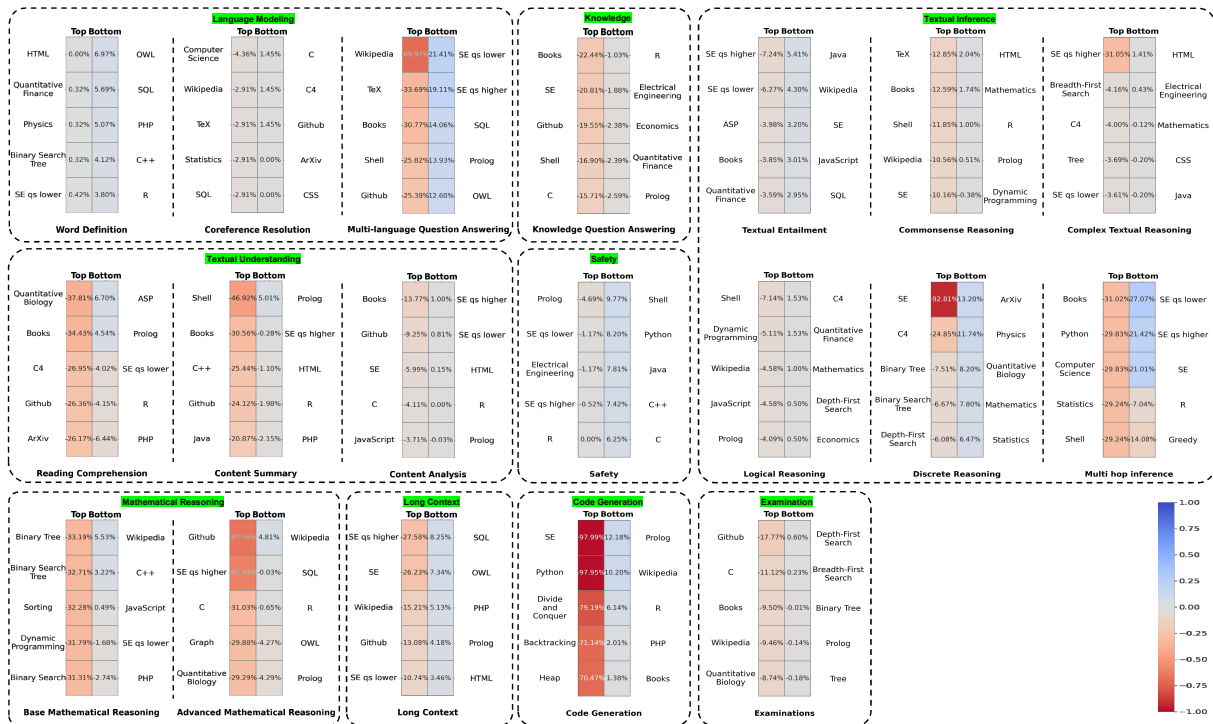 Language Modeling
Top Bottom
HTML 0.00% 6.97% OWL
Quantitative Finance 0.32% 5.69% SQL
Physics 0.32% 5.07% PHP
Binary Search Tree 0.32% 4.12% C++
SE qs lower 0.42% 3.80% R
Word Definition
Top Bottom
Computer Science -4.36% 1.45% C
Wikipedia -2.91% 1.45% C4
TeX -2.91% 1.45% Github
Statistics -2.91% 0.00% ArXiv
SQL -2.91% 0.00% CSS
Coreference Resolution
Top Bottom
Wikipedia 21.41% SE qs lower
TeX -33.69% 19.11% SE qs higher
Books -30.77% 14.06% SQL
Shell -25.82% 13.93% Prolog
Github -25.38% 12.60% OWL
Multi-language Question Answering
Knowledge
Top Bottom
Books -22.44% -1.03% R
SE -20.81% -1.88% Electrical Engineering
Github -19.55% -2.38% Economics
Shell -16.90% -2.39% Quantitative Finance
C -15.71% -2.59% Prolog
Knowledge Question Answering
Textual Inference
Top Bottom
SE qs higher -7.24% 5.41% Java
SE qs lower -6.27% 4.30% Wikipedia
ASP -3.98% 3.20% SE
Books -3.85% 3.01% JavaScript
Quantitative Finance -3.59% 2.95% SQL
Textual Entailment
Top Bottom
TeX -12.85% 2.04% HTML
Books -12.59% 1.74% Mathematics
Shell -11.85% 1.00% R
Wikipedia -10.56% 0.51% Prolog
SE -10.16% -0.38% Dynamic Programming
Commonsense Reasoning
Top Bottom
SE qs higher -31.05% 1.41% C++
Breadth-First Search -4.16% 0.43% Electrical Engineering
C4 -4.00% -0.12% Mathematics
Tree -3.69% -0.20% CSS
SE qs lower -3.61% -0.20% Java
Complex Textual Reasoning
Textual Understanding
Top Bottom
Quantitative Biology -37.81% 6.70% ASP
Books -34.43% 4.54% Prolog
C4 -26.95% -4.02% SE qs lower
Github -26.36% -4.15% R
ArXiv -26.17% -6.44% PHP
Reading Comprehension
Top Bottom
Shell -46.92% 5.01% Prolog
Books -30.56% -0.28% SE qs higher
C++ -25.44% -1.10% HTML
Github -24.12% -1.98% R
Java -20.87% -2.15% PHP
Content Summary
Top Bottom
Books -13.77% 1.00% SE qs higher
Github -9.25% 0.81% SE qs lower
SE -5.99% 0.15% HTML
C -4.11% 0.00% R
JavaScript -3.71% -0.03% Prolog
Content Analysis
Safety
Top Bottom
Prolog -4.69% 9.77% Shell
SE qs lower -1.17% 8.20% Python
Electrical Engineering -1.17% 7.81% Java
SE qs higher -0.52% 7.42% C++
R 0.00% 6.25% C
Safety
Top Bottom
Shell -7.14% 1.53% C4
Dynamic Programming -5.11% 1.53% Quantitative Finance
Wikipedia -4.58% 1.00% Mathematics
JavaScript -4.58% 0.50% Depth-First Search
Prolog -4.09% 0.50% Economics
Logical Reasoning
Top Bottom
SE -92.81% 13.20% ArXiv
C4 -24.85% 11.74% Physics
Binary Tree -7.51% 8.20% Quantitative Biology
Binary Search Tree -6.67% 7.80% Mathematics
Depth-First Search -6.08% 6.47% Statistics
Discrete Reasoning
Top Bottom
Books -31.02% 27.07% SE qs lower
Python -29.83% 21.42% SE qs higher
Computer Science -29.83% 21.01% SE
Statistics -29.24% -7.04% R
Shell -29.24% -14.08% Greedy
Multi hop inference
Mathematical Reasoning
Top Bottom
Binary Tree -33.19% 5.53% Wikipedia
Binary Search Tree -32.71% 3.22% C++
Sorting -32.28% 0.49% JavaScript
Dynamic Programming -31.79% -1.68% SE qs lower
Binary Search -31.31% -2.74% PHP
Base Mathematical Reasoning
Top Bottom
Github 4.81% Wikipedia
SE qs higher -0.03% SQL
C -31.03% -0.65% R
Graph -29.88% -4.27% OWL
Quantitative Biology -29.29% -4.29% Prolog
Advanced Mathematical Reasoning
Long Context
Top Bottom
SE qs higher -27.58% 8.25% SQL
SE -26.23% 7.34% OWL
Wikipedia -15.21% 5.13% PHP
Github -13.08% 4.18% Prolog
SE qs lower -10.74% 3.46% HTML
Long Context
Code Generation
Top Bottom
SE -97.99% 12.18% Prolog
Python -97.95% 10.20% Wikipedia
Divide and Conquer -79.19% 6.14% R
Backtracking -71.14% 2.01% PHP
Heap -70.47% 1.38% Books
Code Generation
Examination
Top Bottom
Github -17.77% 0.60% Depth-First Search
C -11.12% 0.23% Breadth-First Search
Books -9.50% -0.01% Binary Tree
Wikipedia -9.46% -0.14% Prolog
Quantitative Biology -8.74% -0.18% Tree
Examinations
1.00
0.75
0.50
0.25
0.00
−0.25
−0.50
−0.75
−1.00